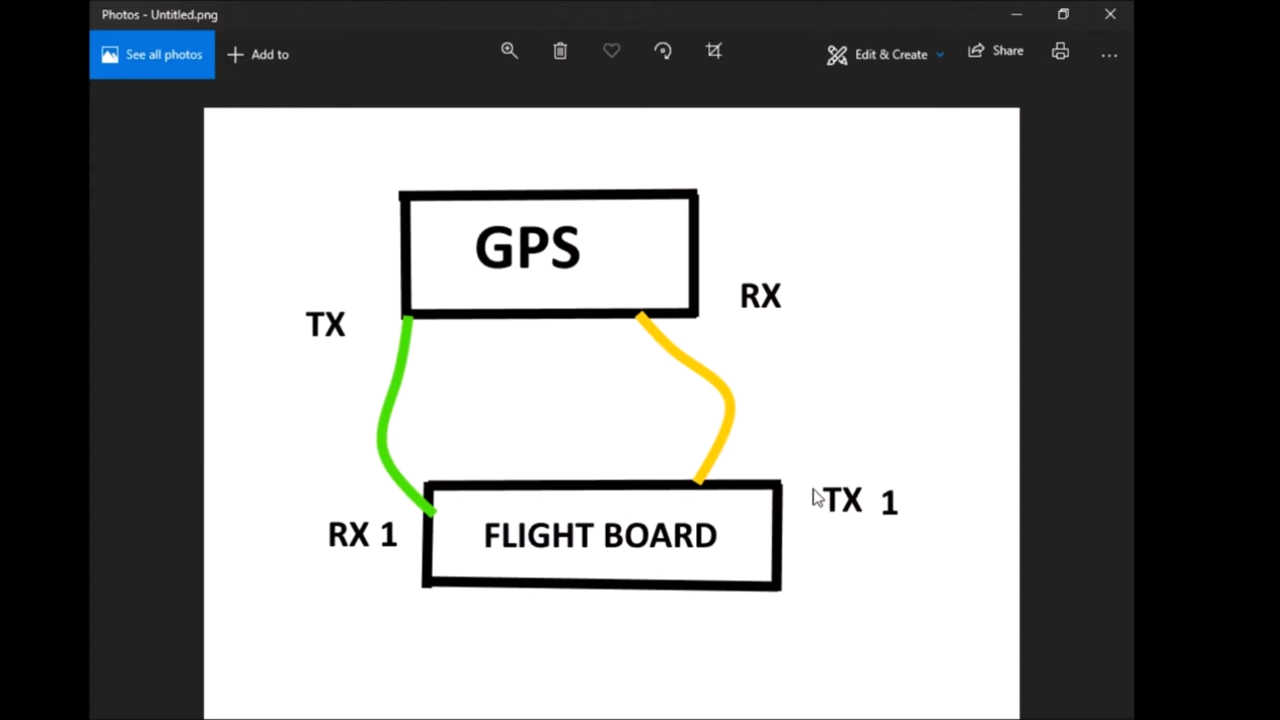 Photos - Untitled.png
See all photos
Add to
Edit & Create
Share
GPS
RX
TX
TX 1
RX 1
FLIGHT BOARD